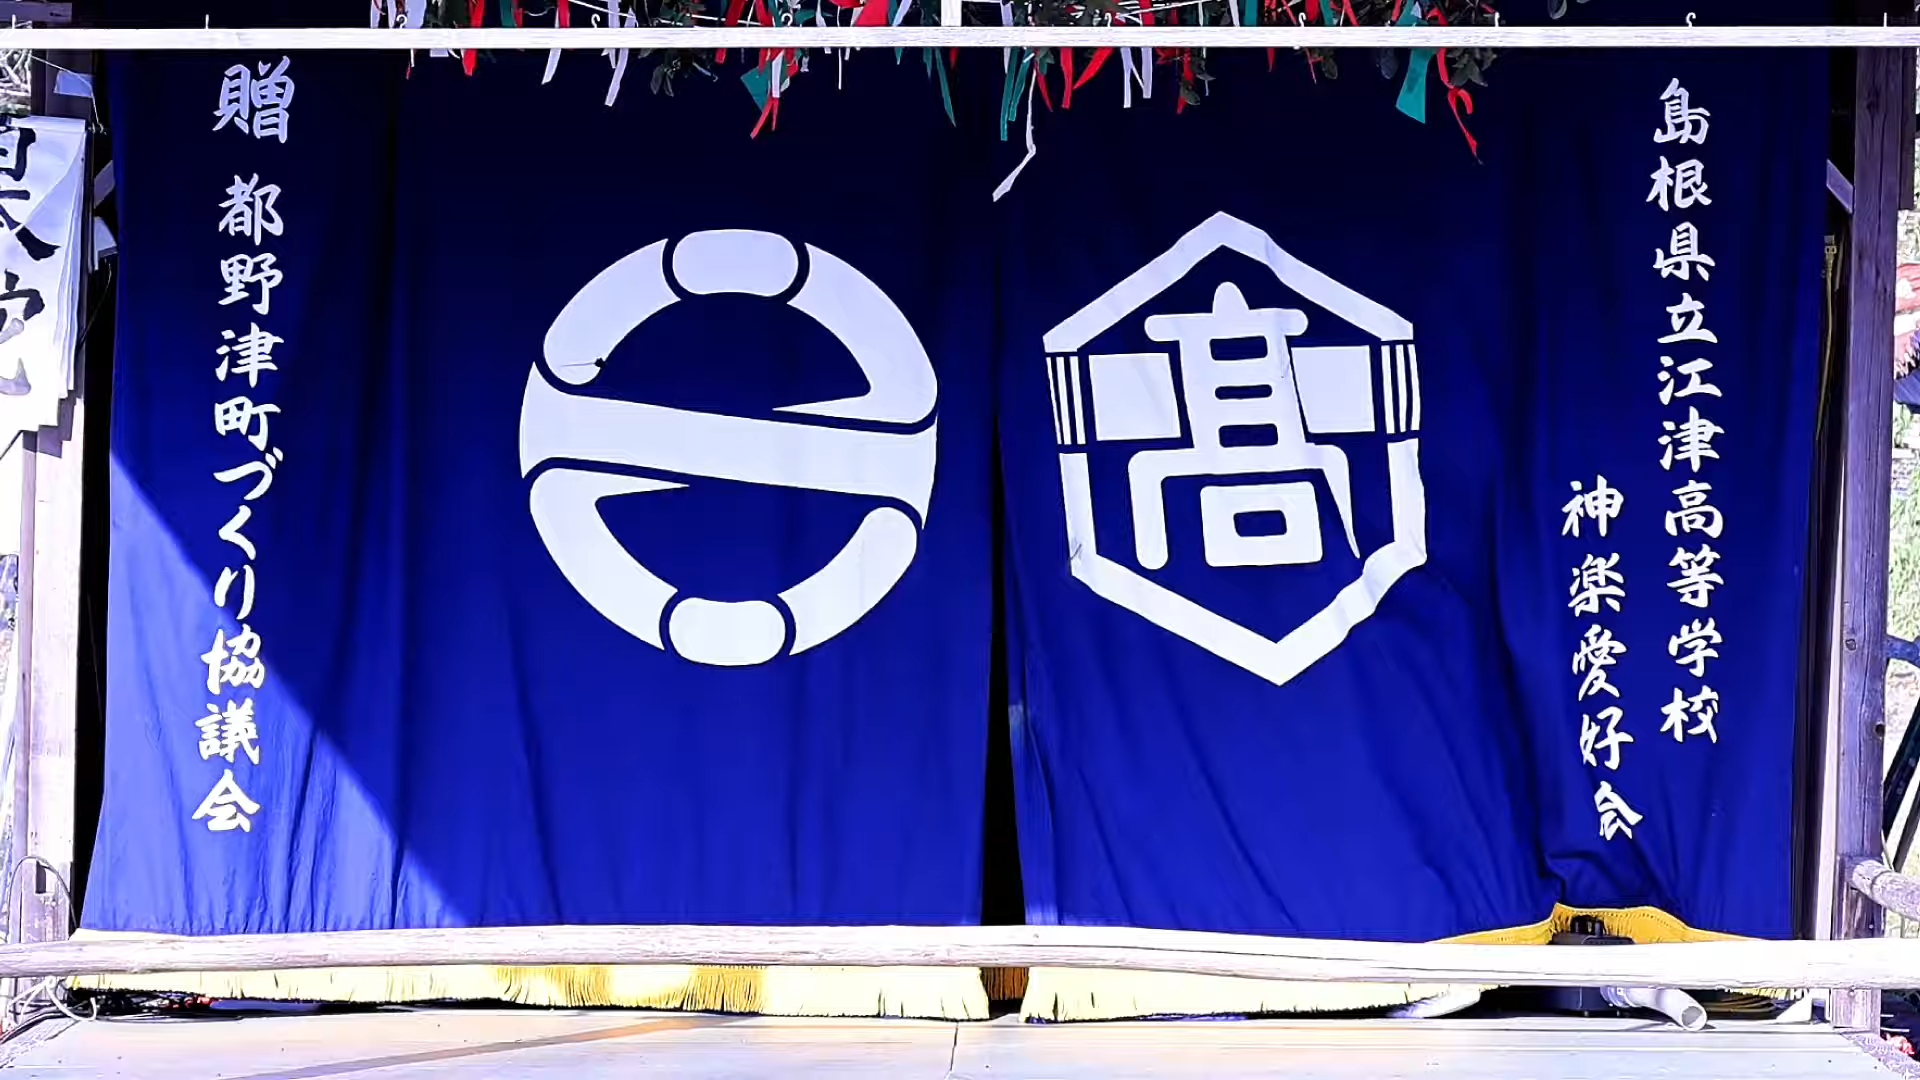 島根県立江津高等学校
神楽愛好会
髙
贈 都野津町づくり協議会